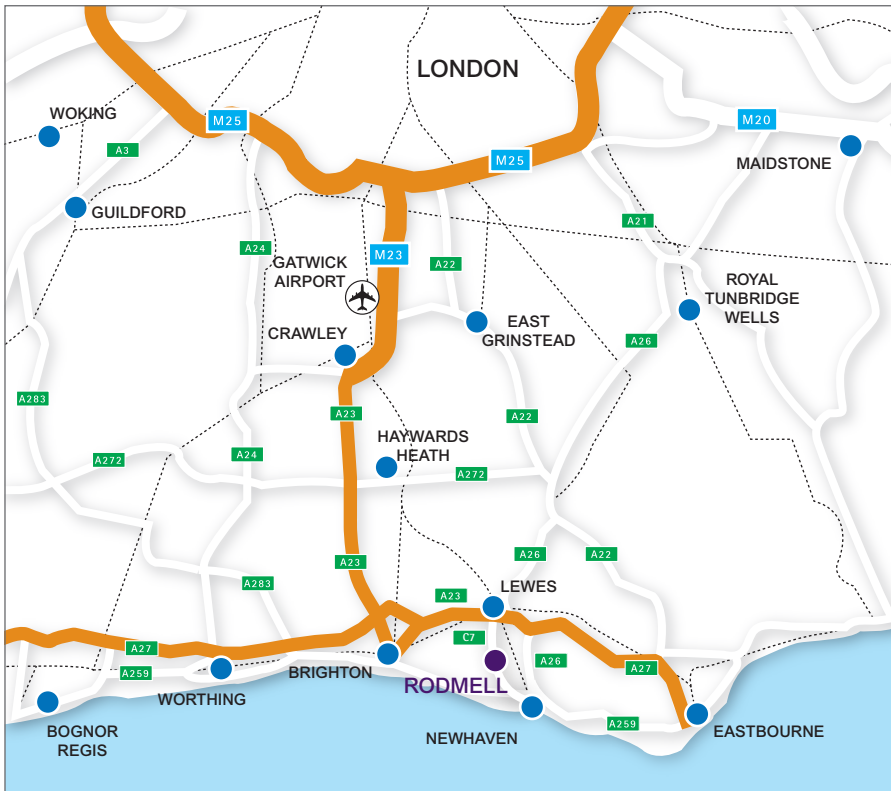 LONDON
WOKING
M25
M20
A3
M25
MAIDSTONE
GUILDFORD
A21
A24
M23
GATWICK
AIRPORT
A22
ROYAL
TUNBRIDGE
WELLS
EAST
GRINSTEAD
CRAWLEY
A26
A283
A23
A22
HAYWARDS
HEATH
A272
A24
A272
A23
A26
A22
A283
LEWES
A23
C7
A27
A259
BRIGHTON
A26
A27
RODMELL
WORTHING
NEWHAVEN
A259
EASTBOURNE
BOGNOR
REGIS